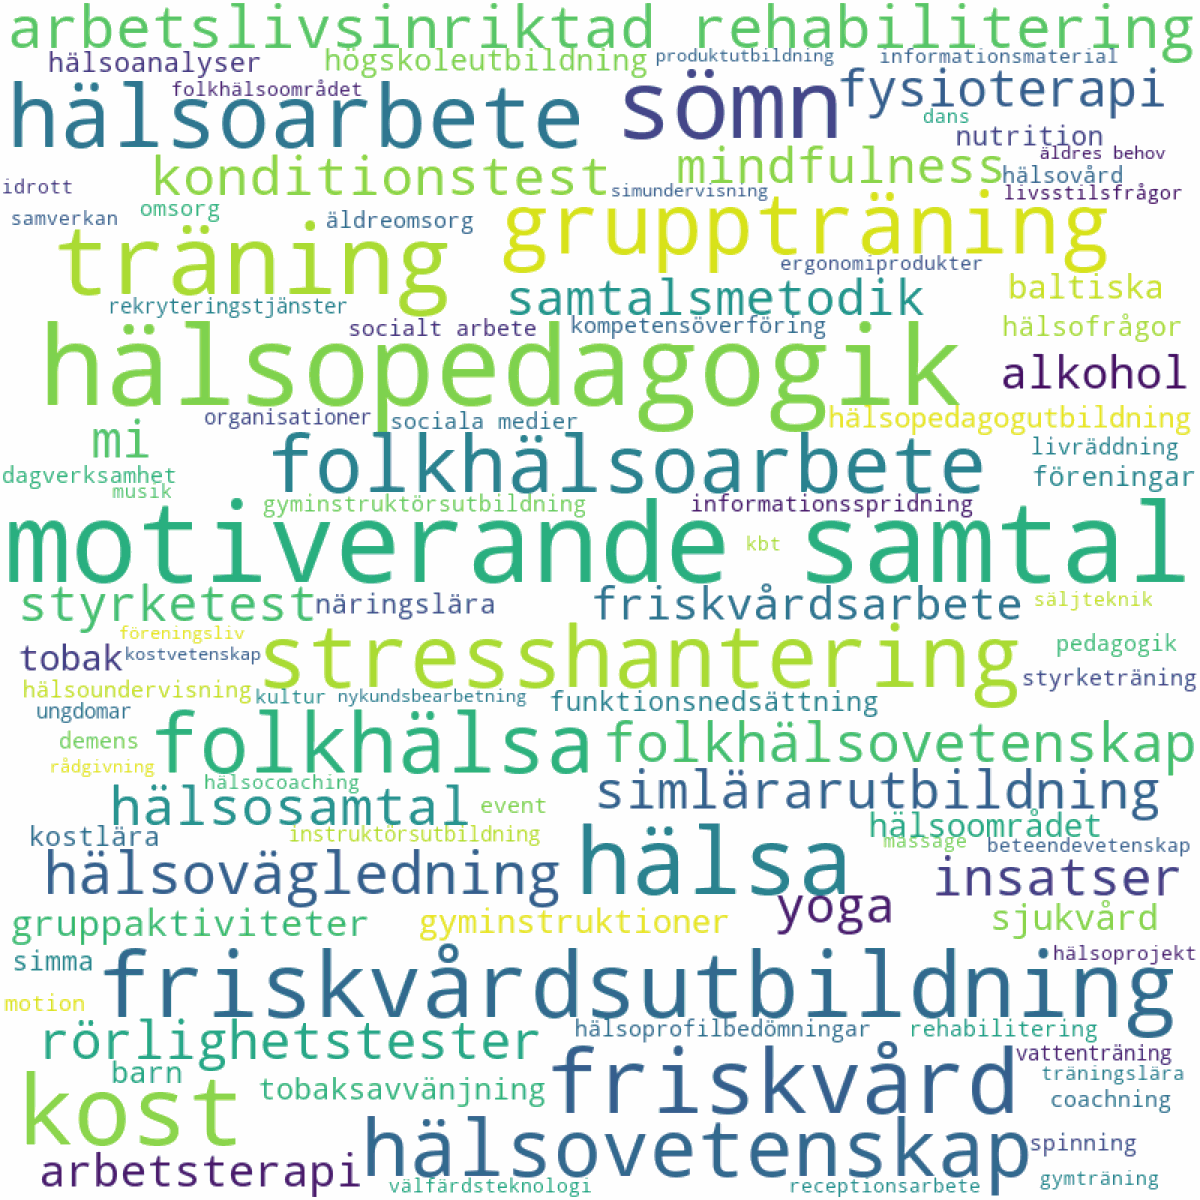 arbetslivsinriktad rehabilitering
hälsoanalyser
högskoleutbildning
produktutbildning
informationsmaterial
folkhälsoområdet
hälsoarbete
sömn
fysioterapi
dans
nutrition
äldres behov
konditionstest
mindfulness
hälsovård
idrott
simundervisning
livsstilsfrågor
omsorg
samverkan
äldreomsorg
gruppträning
träning
ergonomiprodukter
baltiska
rekryteringstjänster
samtalsmetodik
socialt arbete
kompetensöverföring
hälsofrågor
hälsopedagogik
alkohol
organisationer
sociala medier
hälsopedagogutbildning
mi
folkhälsoarbete
livräddning
dagverksamhet
föreningar
musik
gyminstruktörsutbildning
informationsspridning
motiverande samtal
kbt
styrketest
näringslära
friskvårdsarbete
säljteknik
föreningsliv
stresshantering
pedagogik
tobak
kostvetenskap
styrketräning
hälsoundervisning
kultur
nykundsbearbetning
funktionsnedsättning
ungdomar
folkhälsa
folkhälsovetenskap
demens
rådgivning
hälsocoaching
simlärarutbildning
hälsosamtal
event
hälsoområdet
kostlära
instruktörsutbildning
massage
beteendevetenskap
hälsa
hälsovägledning
insatser
yoga
gruppaktiviteter
gyminstruktioner
sjukvård
simma
friskvårdsutbildning
hälsoprojekt
motion
rörlighetstester
hälsoprofilbedömningar
rehabilitering
barn
friskvård
vattenträning
kost
tobaksavvänjning
träningslära
coachning
hälsovetenskap
spinning
arbetsterapi
välfärdsteknologi
receptionsarbete
gymträning